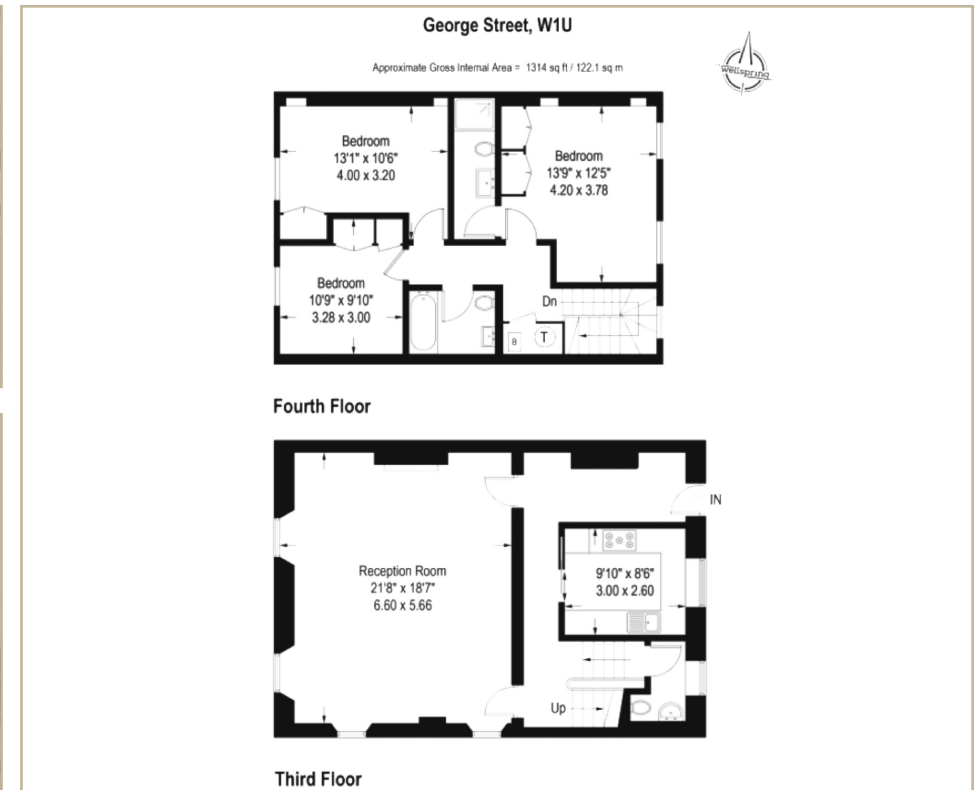 George Street, W1U
Approximate Gross Internal Area = 1314 sq ft / 122.1 sq m
wellspring
Bedroom
13'1" x 10'6"
4.00 x 3.20
Bedroom
13'9" x 12'5"
4.20 x 3.78
Bedroom
10'9" x 9'10"
3.28 x 3.00
Dn
B
T
Fourth Floor
IN
Reception Room
21'8" x 18'7"
6.60 x 5.66
9'10" x 8'6"
3.00 x 2.60
Up
Third Floor